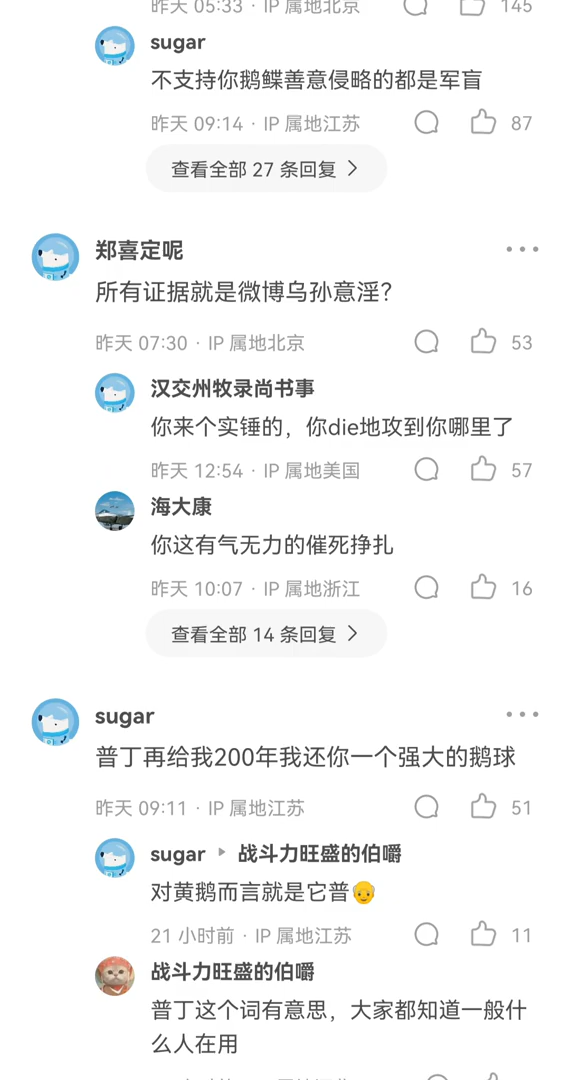 昨天 05:33 · IP 属地北京 145
sugar
不支持你鹅鲽善意侵略的都是军盲
昨天 09:14 · IP 属地江苏 87
查看全部 27 条回复
郑喜定呢
所有证据就是微博乌孙意淫？
昨天 07:30 · IP 属地北京 53
汉交州牧录尚书事
你来个实锤的，你die地攻到你哪里了
昨天 12:54 · IP 属地美国 57
海大康
你这有气无力的催死挣扎
昨天 10:07 · IP 属地浙江 16
查看全部 14 条回复
sugar
普丁再给我200年我还你一个强大的鹅球
昨天 09:11 · IP 属地江苏 51
sugar 战斗力旺盛的伯嚼
对黄鹅而言就是它普👴
21 小时前 · IP 属地江苏 11
战斗力旺盛的伯嚼
普丁这个词有意思，大家都知道一般什
么人在用